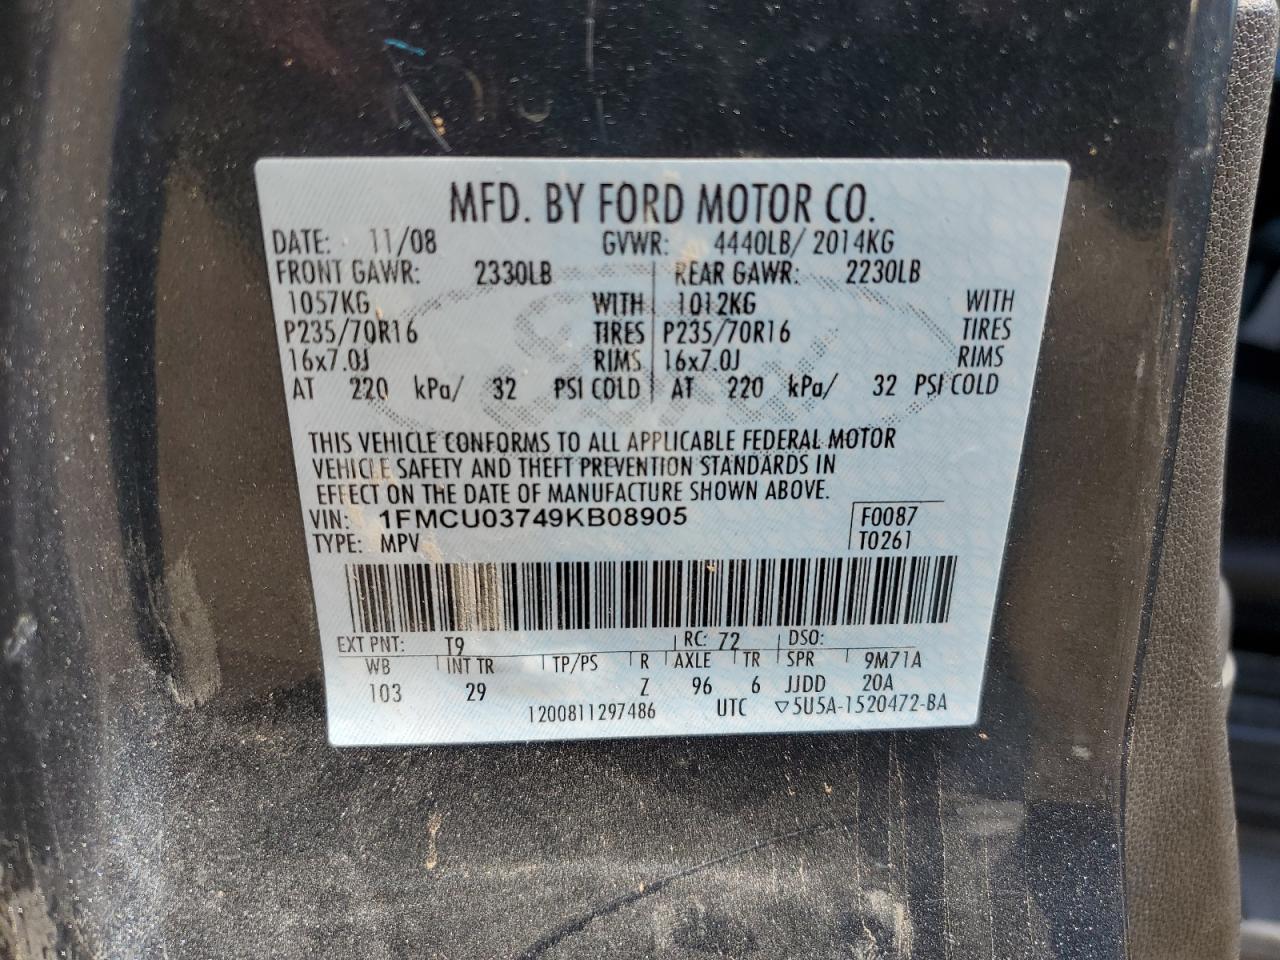 MFD. BY FORD MOTOR CO.
DATE: 11/08 GVWR: 4440LB/ 2014KG
FRONT GAWR: 2330LB REAR GAWR: 2230LB
1057KG WITH 1012KG WITH
P235/70R16 TIRES P235/70R16 TIRES
16x7.0J RIMS 16x7.0J RIMS
AT 220 kPa/ 32 PSI COLD AT 220 kPa/ 32 PSI COLD
THIS VEHICLE CONFORMS TO ALL APPLICABLE FEDERAL MOTOR
VEHICLE SAFETY AND THEFT PREVENTION STANDARDS IN
EFFECT ON THE DATE OF MANUFACTURE SHOWN ABOVE.
VIN: 1FMCU03749KB08905 F0087
TYPE: MPV T0261
EXT PNT: T9 RC: 72 DSO:
WB INT TR TP/PS R AXLE TR SPR 9M71A
103 29 Z 96 6 JJDD 20A
1200811297486 UTC ▽5U5A-1520472-BA